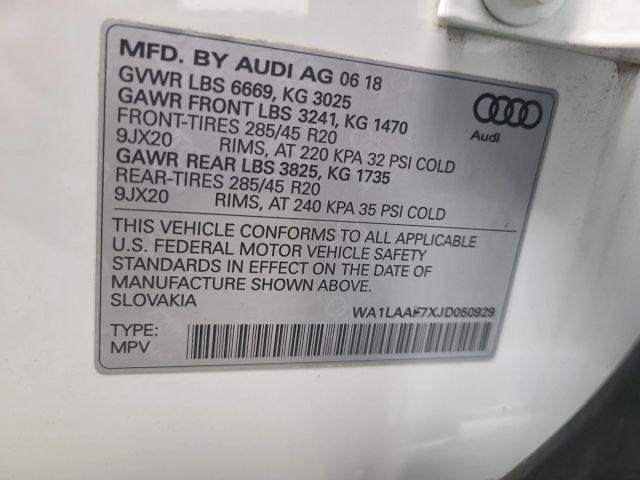 MFD. BY AUDI AG 06 18
GVWR LBS 6669, KG 3025
GAWR FRONT LBS 3241, KG 1470
FRONT-TIRES 285/45 R20
9JX20 RIMS, AT 220 KPA 32 PSI COLD
GAWR REAR LBS 3825, KG 1735
REAR-TIRES 285/45 R20
9JX20 RIMS, AT 240 KPA 35 PSI COLD
Audi
THIS VEHICLE CONFORMS TO ALL APPLICABLE
U.S. FEDERAL MOTOR VEHICLE SAFETY
STANDARDS IN EFFECT ON THE DATE OF
MANUFACTURE SHOWN ABOVE.
SLOVAKIA
WA1LAAF7XJD050929
TYPE:
MPV